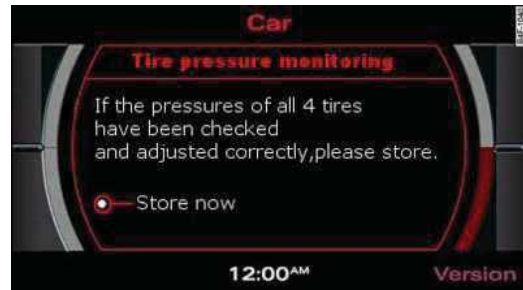 Car
Tire pressure monitoring
If the pressures of all 4 tires
have been checked
and adjusted correctly,please store.
Store now
12:00AM
Version